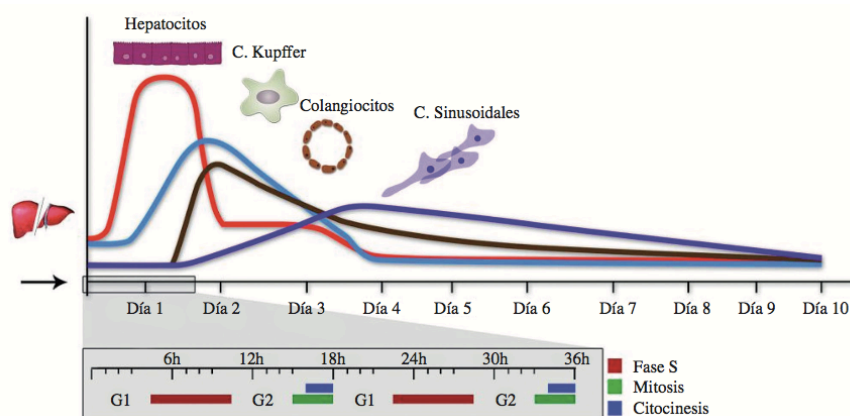 Hepatocitos
C. Kupffer
Colangiocitos
C. Sinusoidales
Día 1 Día 2 Día 3 Día 4 Día 5 Día 6 Día 7 Día 8 Día 9 Día 10
6h 12h 18h 24h 30h 36h
G1 G2 G1 G2
Fase S
Mitosis
Citocinesis